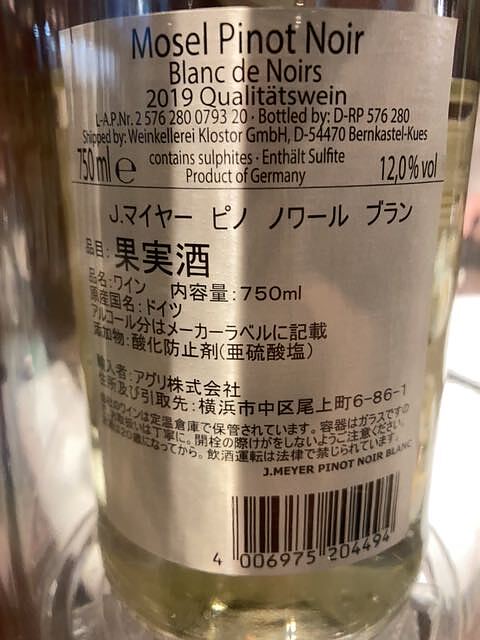 Mosel Pinot Noir
Blanc de Noirs
2019 Qualitätswein
L-A.P.Nr. 2 576 280 0793 20 · Bottled by: D-RP 576 280
Shipped by: Weinkellerei Klostor GmbH, D-54470 Bernkastel-Kues
750 ml e contains sulphites · Enthält Sulfite 12,0% vol
Product of Germany
J.マイヤー ピノ ノワール ブラン
品目: 果実酒
品名:ワイン 内容量:750ml
原産国名:ドイツ
アルコール分はメーカーラベルに記載
添加物:酸化防止剤(亜硫酸塩)
輸入者:アグリ株式会社
住所及び引取先:横浜市中区尾上町6-86-1
当社のワインは定温倉庫で保管されています。容器はガラスですの
で、お取扱いは丁寧に。開栓の際けがをしないようご注意ください。
お酒は20歳になってから。飲酒運転は法律で禁じられています。
J.MEYER PINOT NOIR BLANC
4 006975 204494